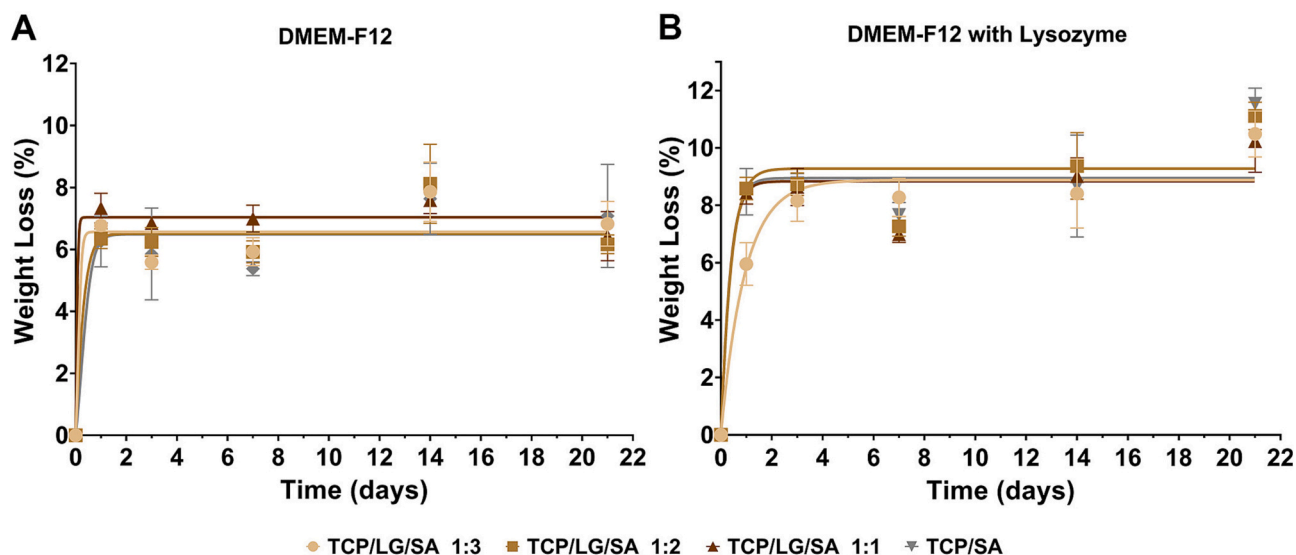 A
DMEM-F12
Weight Loss (%)
12
10
8
6
4
2
0
0 2 4 6 8 10 12 14 16 18 20 22
Time (days)
B
DMEM-F12 with Lysozyme
Weight Loss (%)
12
10
8
6
4
2
0
0 2 4 6 8 10 12 14 16 18 20 22
Time (days)
TCP/LG/SA 1:3 TCP/LG/SA 1:2 TCP/LG/SA 1:1 TCP/SA